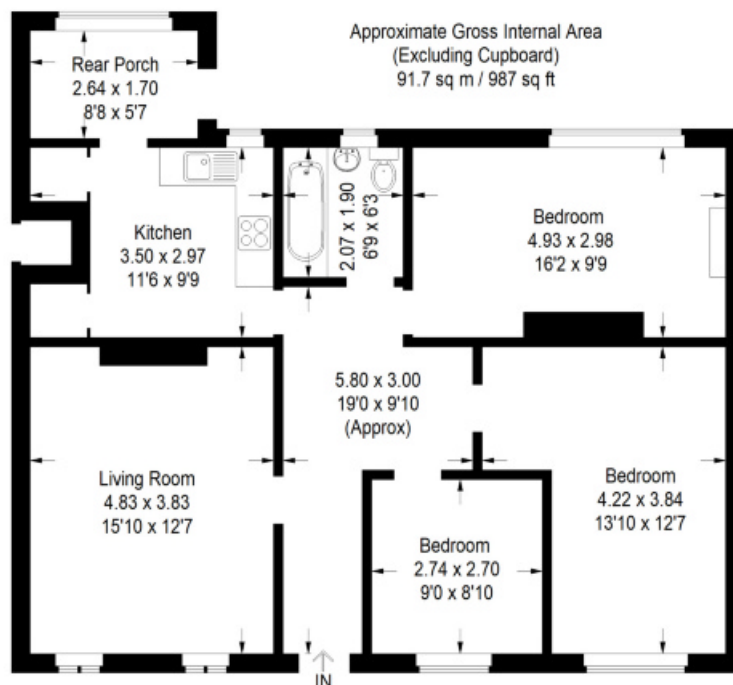 Approximate Gross Internal Area
(Excluding Cupboard)
91.7 sq m / 987 sq ft
Rear Porch
2.64 x 1.70
8'8 x 5'7
Kitchen
3.50 x 2.97
11'6 x 9'9
2.07 x 1.90
6'9 x 6'3
Bedroom
4.93 x 2.98
16'2 x 9'9
5.80 x 3.00
19'0 x 9'10
(Approx)
Living Room
4.83 x 3.83
15'10 x 12'7
Bedroom
2.74 x 2.70
9'0 x 8'10
Bedroom
4.22 x 3.84
13'10 x 12'7
IN